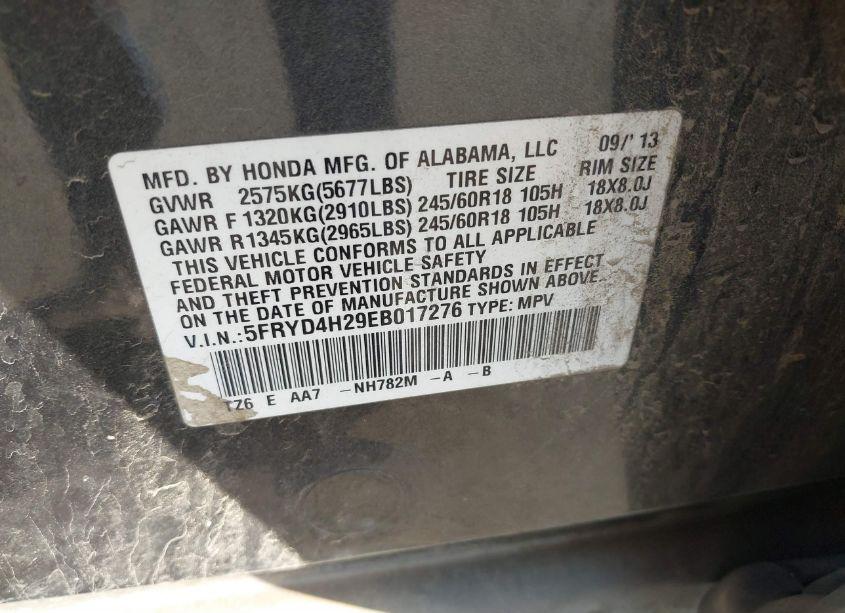 MFD. BY HONDA MFG. OF ALABAMA, LLC 09/' 13
GVWR 2575KG(5677LBS) TIRE SIZE RIM SIZE
GAWR F 1320KG(2910LBS) 245/60R18 105H 18X8.0J
GAWR R1345KG(2965LBS) 245/60R18 105H 18X8.0J
THIS VEHICLE CONFORMS TO ALL APPLICABLE
FEDERAL MOTOR VEHICLE SAFETY
AND THEFT PREVENTION STANDARDS IN EFFECT
ON THE DATE OF MANUFACTURE SHOWN ABOVE.
V.I.N.:5FRYD4H29EB017276 TYPE: MPV
TZ6 E AA7 -NH782M -A -B